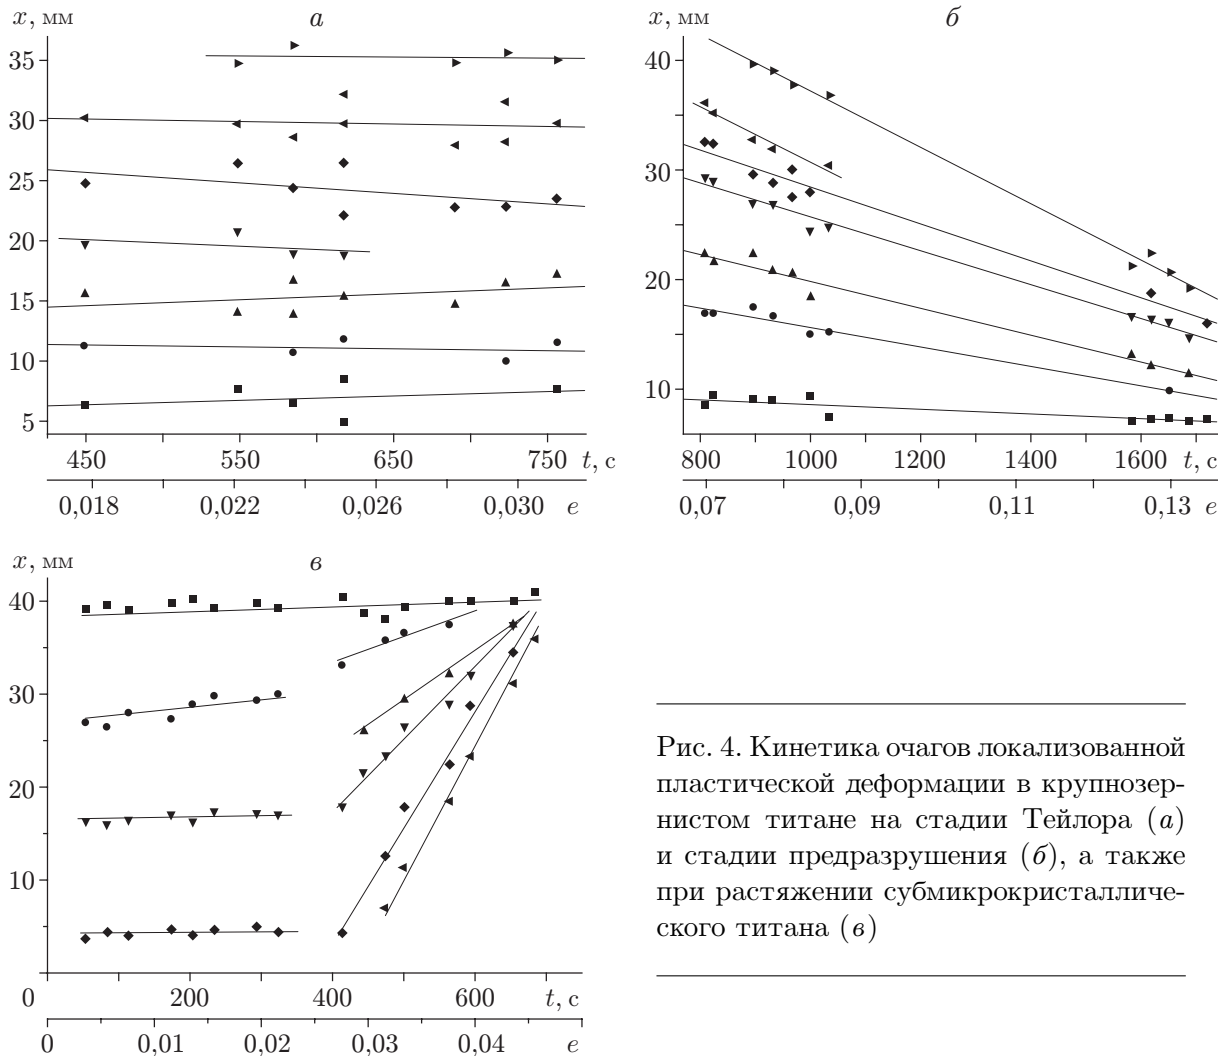 x, мм
а
35
30
25
20
15
10
5
450 550 650 750 t, с
0,018 0,022 0,026 0,030 e
x, мм
б
40
30
20
10
800 1000 1200 1400 1600 t, с
0,07 0,09 0,11 0,13 e
x, мм
в
40
30
20
10
0 200 400 600 t, с
0 0,01 0,02 0,03 0,04 e
Рис. 4. Кинетика очагов локализованной
пластической деформации в крупнозер-
нистом титане на стадии Тейлора (а)
и стадии предразрушения (б), а также
при растяжении субмикрокристалличе-
ского титана (в)